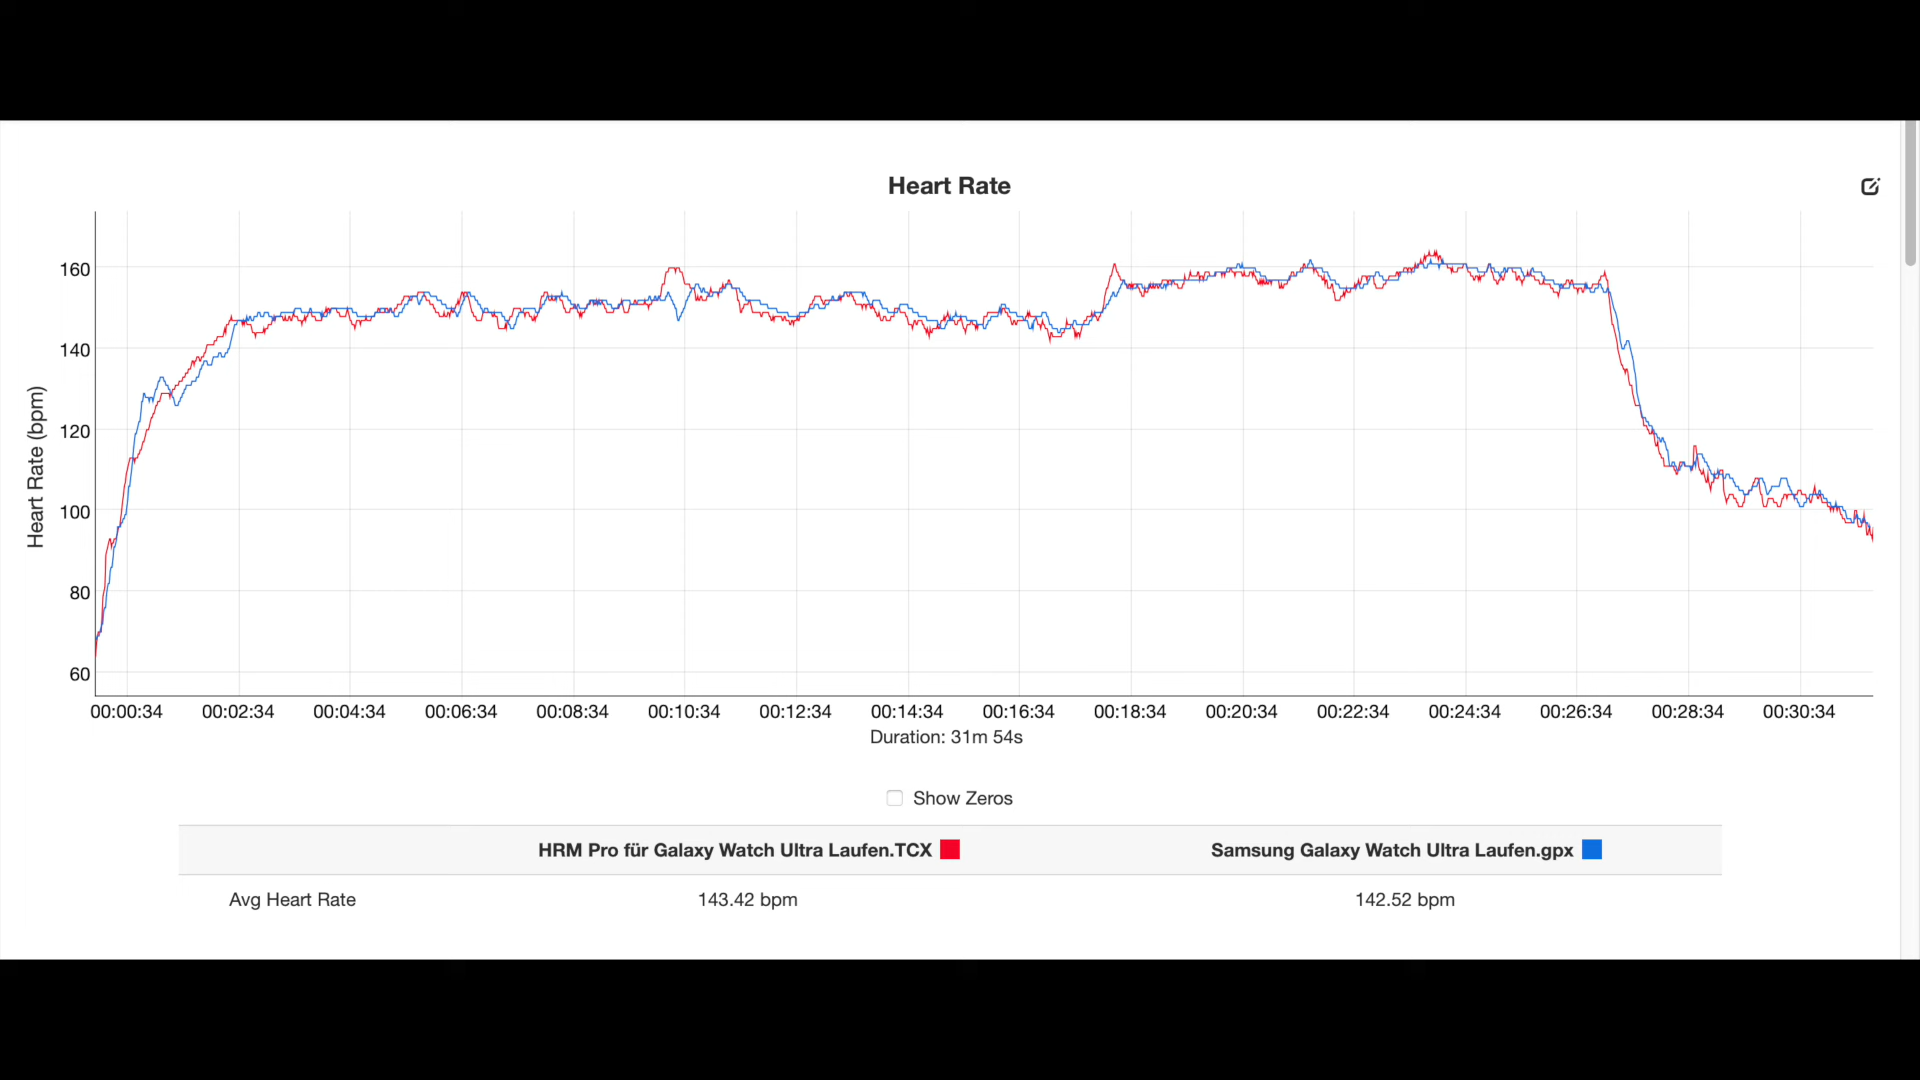 Heart Rate
Heart Rate (bpm)
160
140
120
100
80
60
00:00:34 00:02:34 00:04:34 00:06:34 00:08:34 00:10:34 00:12:34 00:14:34 00:16:34 00:18:34 00:20:34 00:22:34 00:24:34 00:26:34 00:28:34 00:30:34
Duration: 31m 54s
Show Zeros
HRM Pro für Galaxy Watch Ultra Laufen.TCX Samsung Galaxy Watch Ultra Laufen.gpx
Avg Heart Rate 143.42 bpm 142.52 bpm